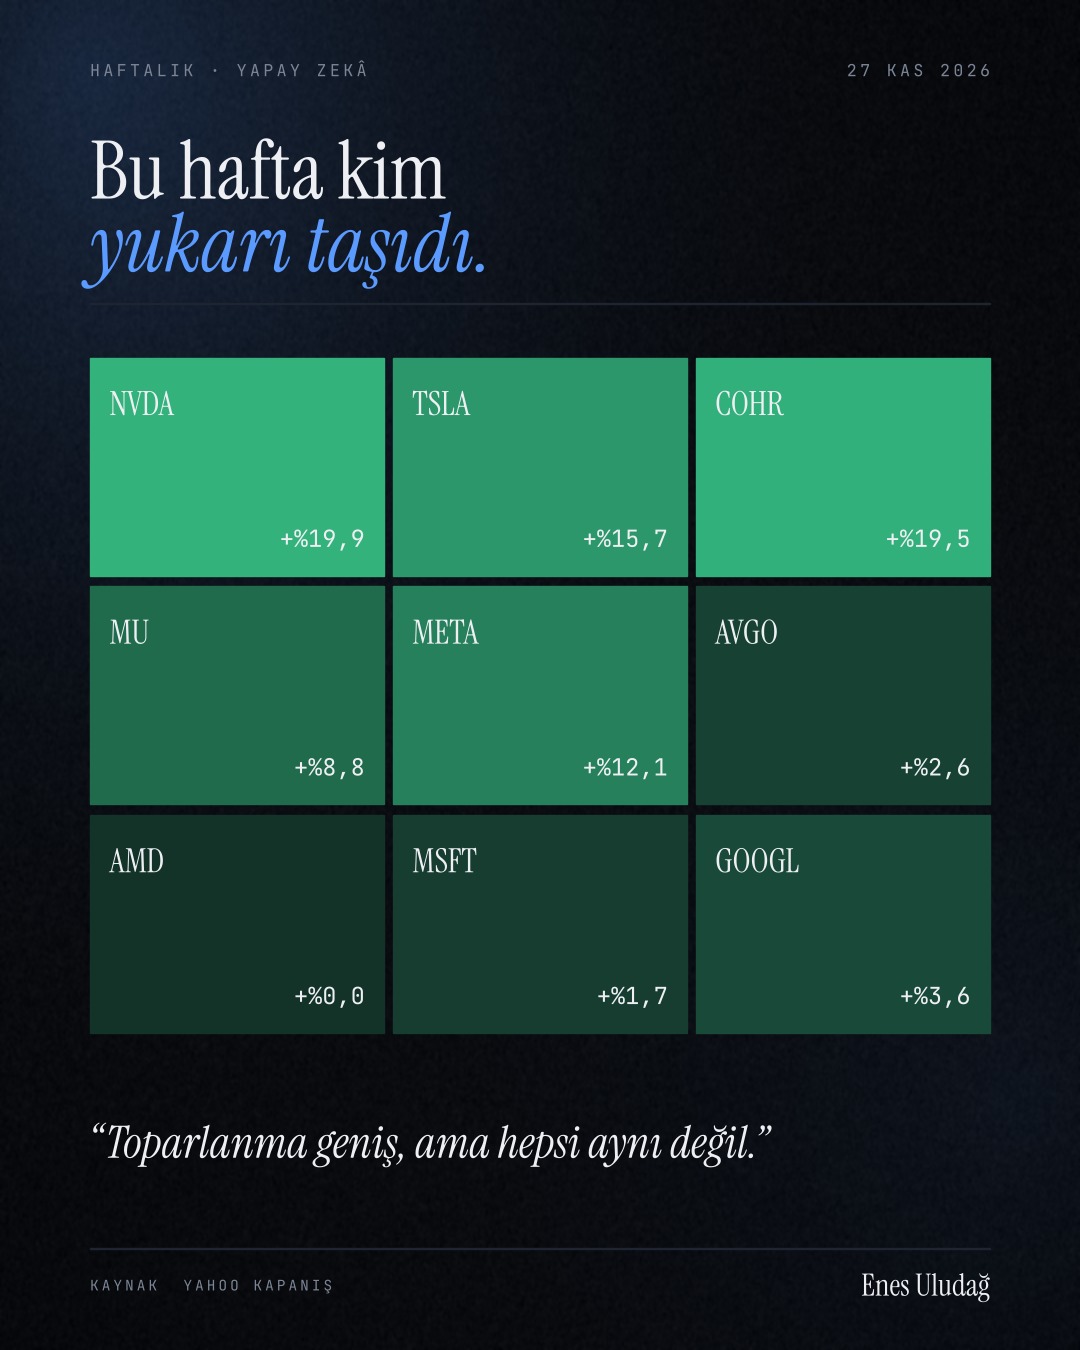 HAFTALIK · YAPAY ZEKÂ
27 KAS 2026
Bu hafta kim
yukarı taşıdı.
NVDA
+%19,9
TSLA
+%15,7
COHR
+%19,5
MU
+%8,8
META
+%12,1
AVGO
+%2,6
AMD
+%0,0
MSFT
+%1,7
GOOGL
+%3,6
“Toparlanma geniş, ama hepsi aynı değil.”
KAYNAK YAHOO KAPANIŞ
Enes Uludağ